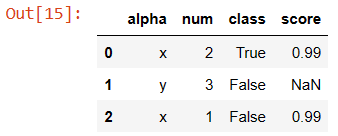 Out[15]:
alpha num class score
0 x 2 True 0.99
1 y 3 False NaN
2 x 1 False 0.99